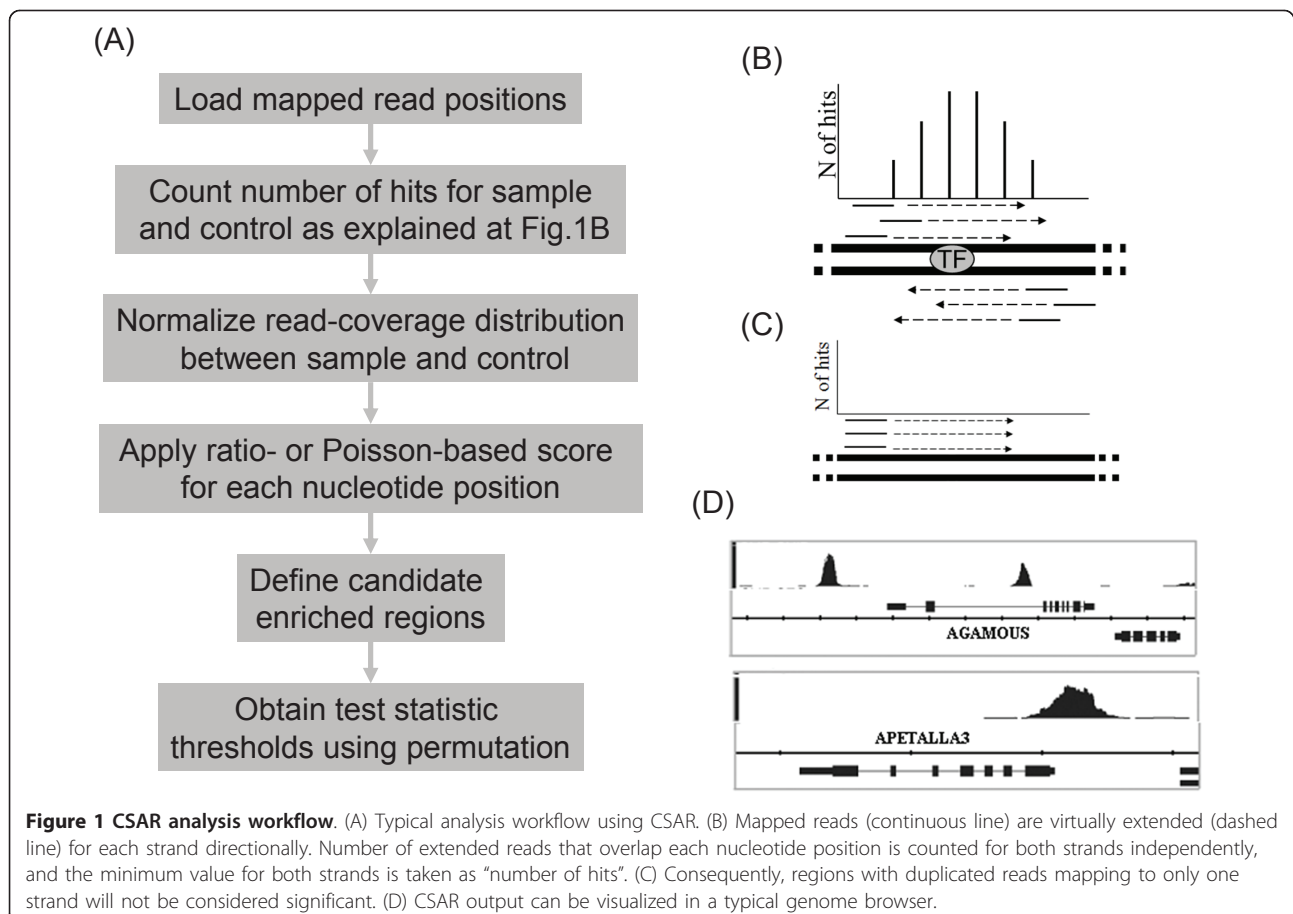 (A)
Load mapped read positions
Count number of hits for sample
and control as explained at Fig.1B
Normalize read-coverage distribution
between sample and control
Apply ratio- or Poisson-based score
for each nucleotide position
Define candidate
enriched regions
Obtain test statistic
thresholds using permutation
(B)
N of hits
TF
(C)
N of hits
(D)
AGAMOUS
APETALLA3
Figure 1 CSAR analysis workflow. (A) Typical analysis workflow using CSAR. (B) Mapped reads (continuous line) are virtually extended (dashed
line) for each strand directionally. Number of extended reads that overlap each nucleotide position is counted for both strands independently,
and the minimum value for both strands is taken as “number of hits”. (C) Consequently, regions with duplicated reads mapping to only one
strand will not be considered significant. (D) CSAR output can be visualized in a typical genome browser.